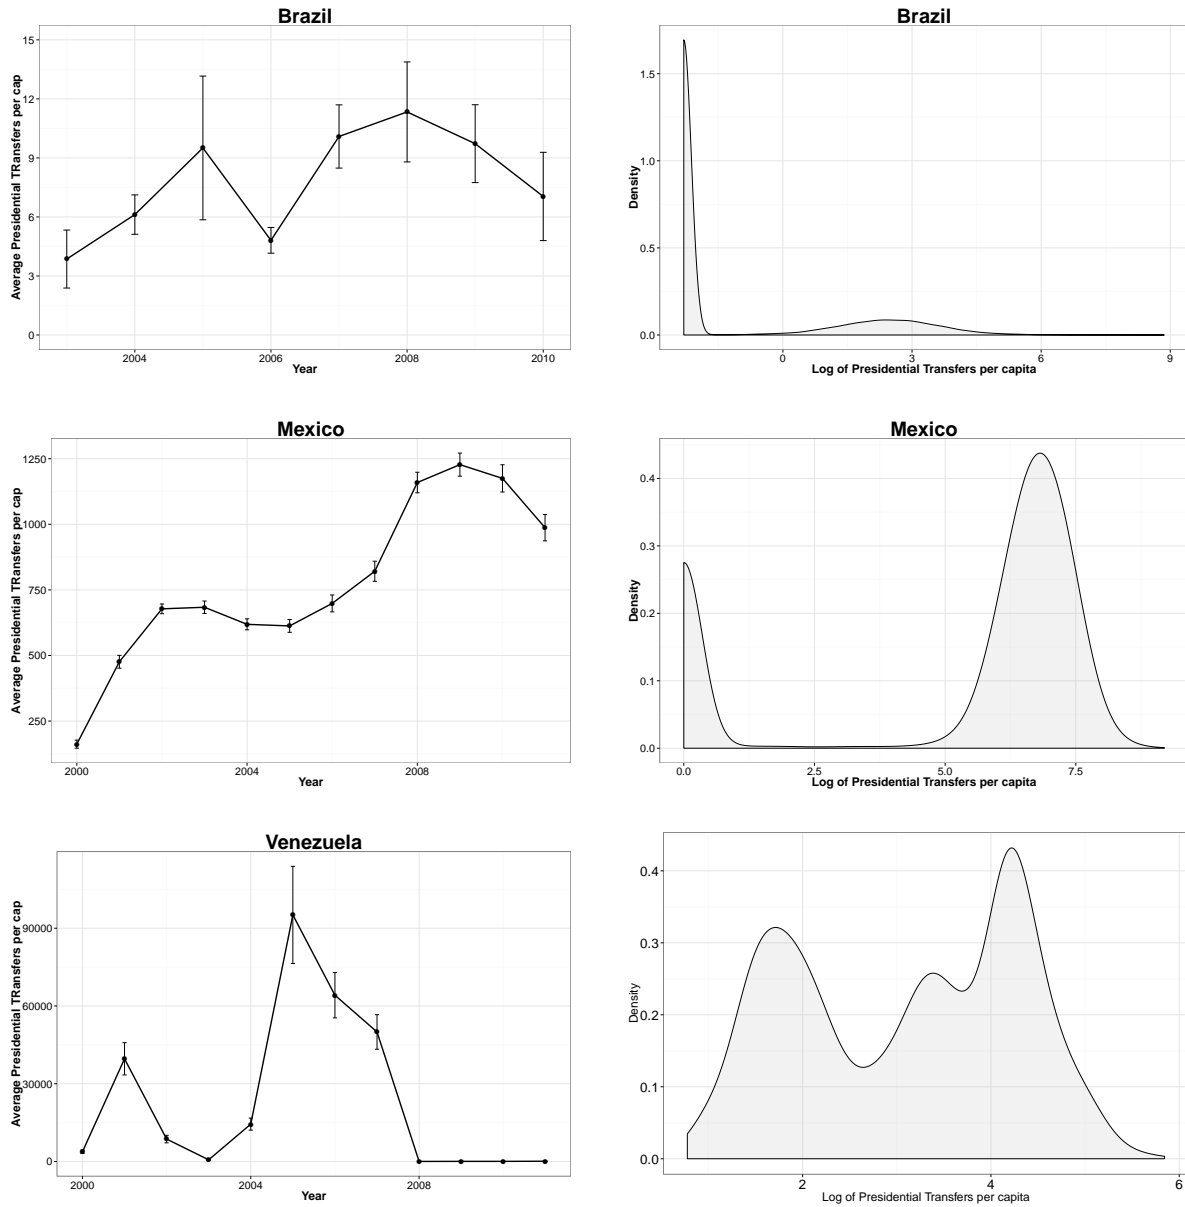 Brazil
Average Presidential TRansfers per cap
15
12
9
6
3
0
2004 2006 2008 2010
Year
Brazil
Density
1.5
1.0
0.5
0.0
0 3 6 9
Log of Presidential Transfers per capita
Mexico
Average Presidential TRansfers per cap
1250
1000
750
500
250
2000 2004 2008
Year
Mexico
Density
0.4
0.3
0.2
0.1
0.0
0.0 2.5 5.0 7.5
Log of Presidential Transfers per capita
Venezuela
Average Presidential TRansfers per cap
90000
60000
30000
0
2000 2004 2008
Year
Density
0.4
0.3
0.2
0.1
0.0
2 4 6
Log of Presidential Transfers per capita